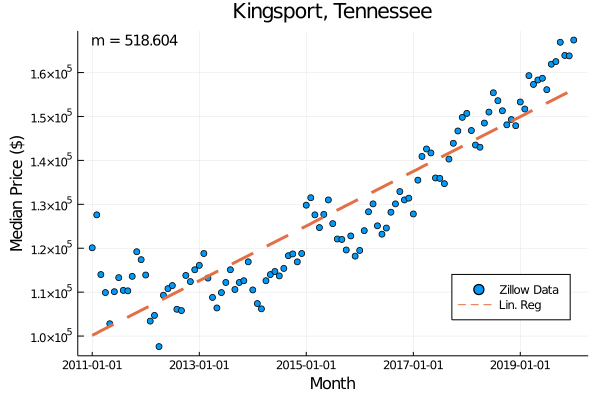 Kingsport, Tennessee
m = 518.604
1.6×10⁵
1.5×10⁵
1.4×10⁵
1.3×10⁵
1.2×10⁵
1.1×10⁵
1.0×10⁵
Median Price ($)
Zillow Data
Lin. Reg
2011-01-01 2013-01-01 2015-01-01 2017-01-01 2019-01-01
Month